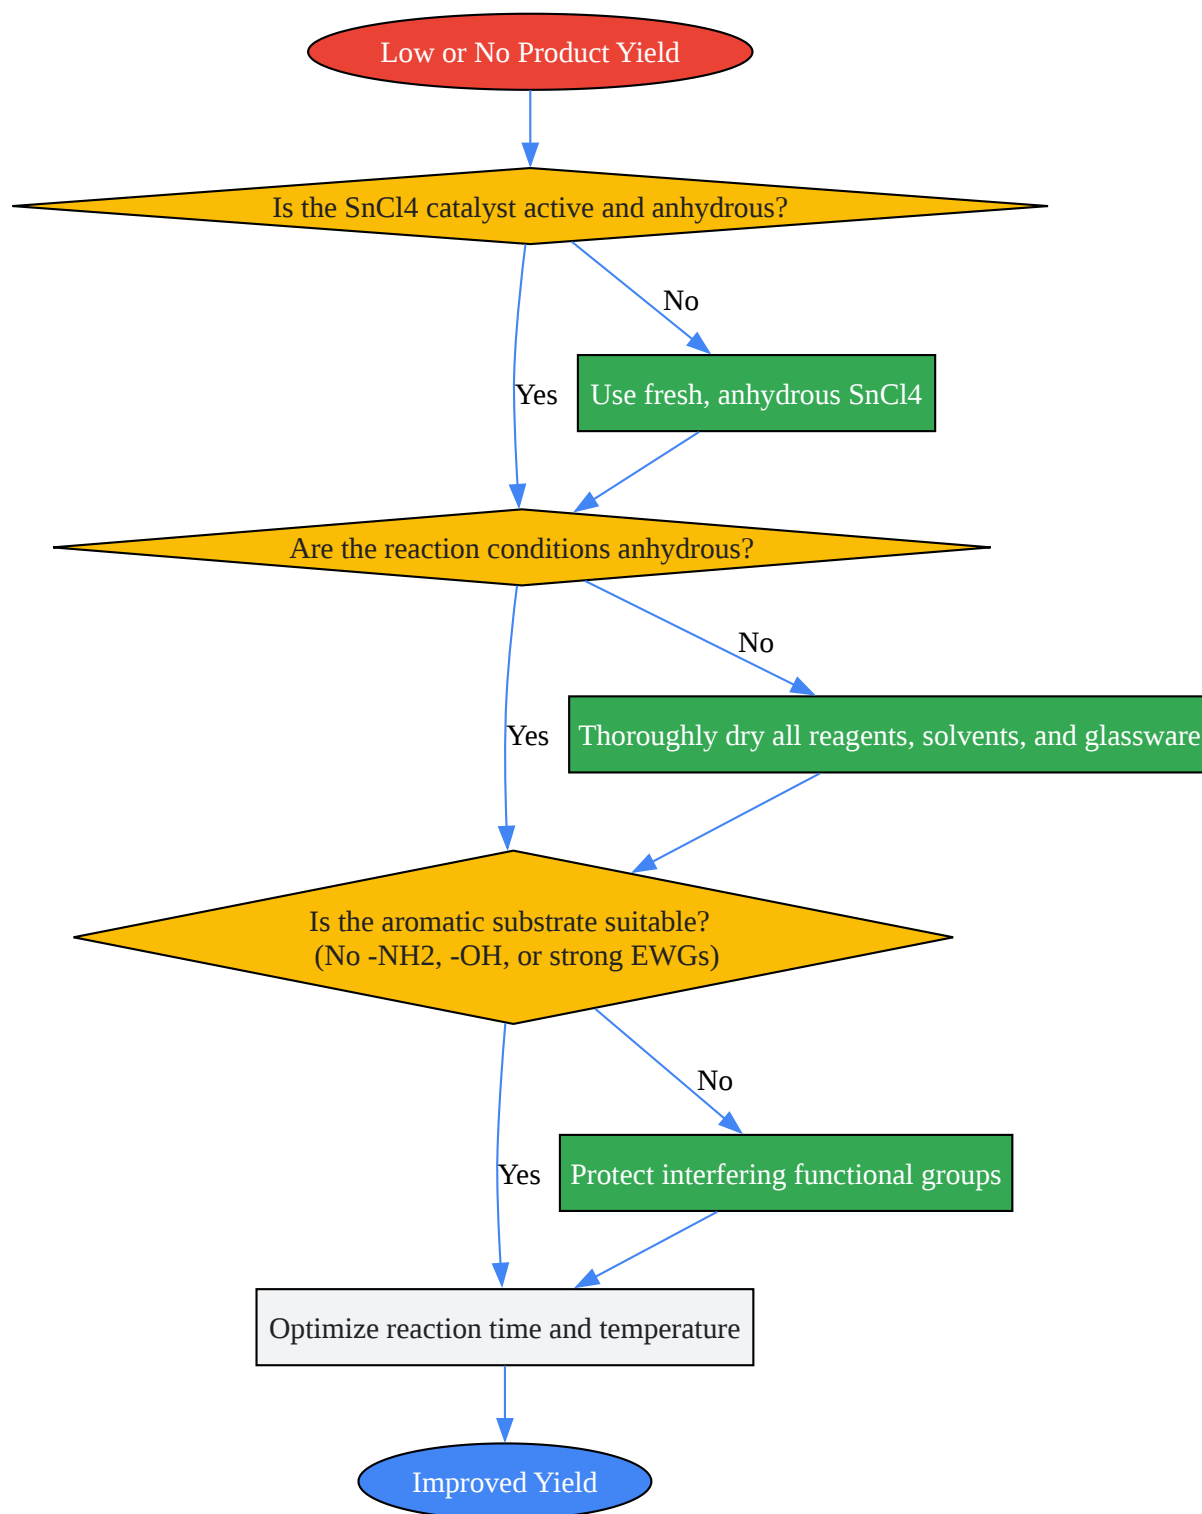 Low or No Product Yield
Is the SnCl4 catalyst active and anhydrous?
No
Yes
Use fresh, anhydrous SnCl4
Are the reaction conditions anhydrous?
No
Yes
Thoroughly dry all reagents, solvents, and glassware
Is the aromatic substrate suitable?
(No -NH2, -OH, or strong EWGs)
No
Yes
Protect interfering functional groups
Optimize reaction time and temperature
Improved Yield